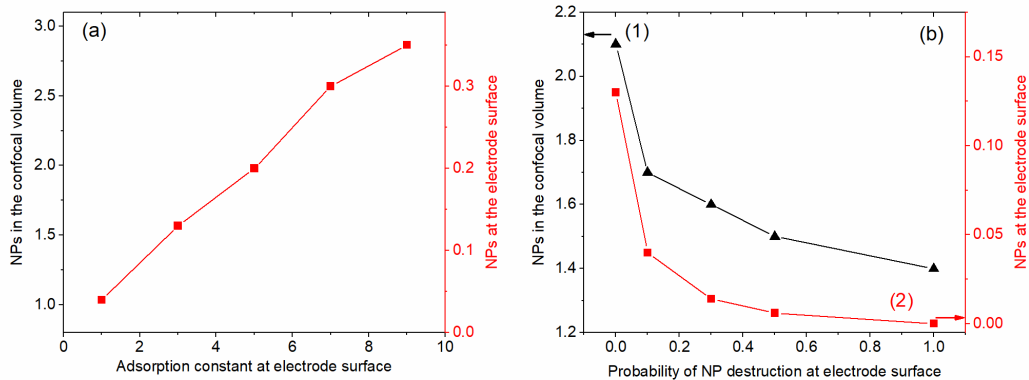 (a)
3.0
2.5
2.0
1.5
1.0
NPs in the confocal volume
0.3
0.2
0.1
0.0
NPs at the electrode surface
0 2 4 6 8 10
Adsorption constant at electrode surface
(1) (b)
2.2
2.0
1.8
1.6
1.4
1.2
NPs in the confocal volume
0.15
0.10
0.05
0.00
NPs at the electrode surface
(2)
0.0 0.2 0.4 0.6 0.8 1.0
Probability of NP destruction at electrode surface